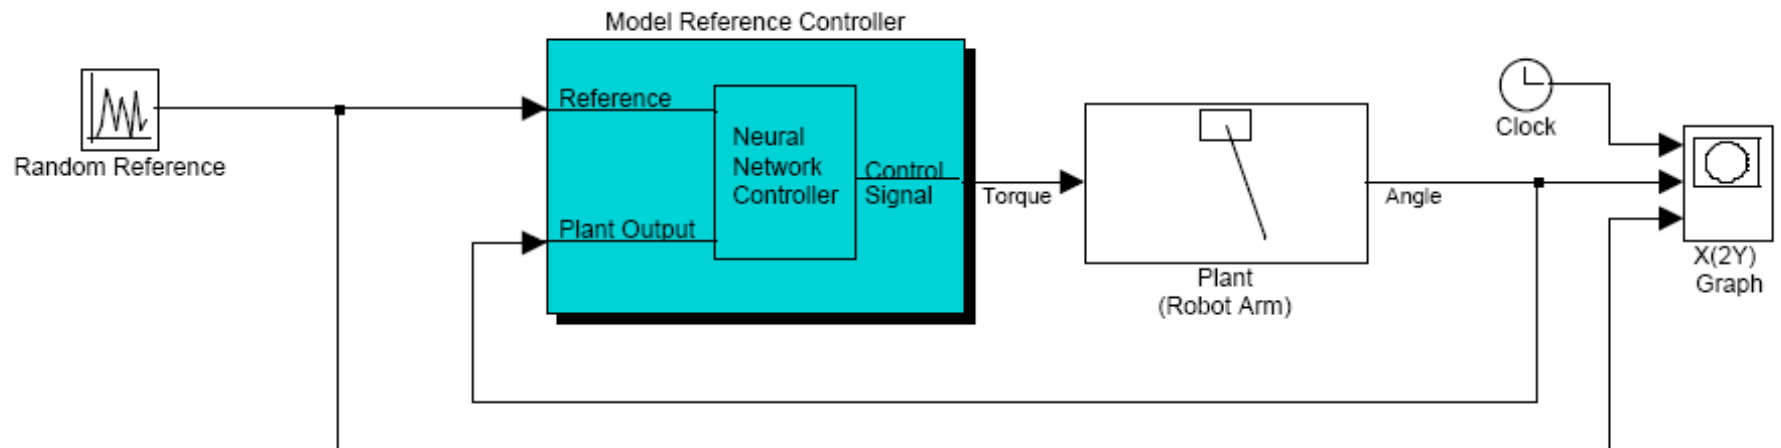 Model Reference Controller
Random Reference
Reference
Neural
Network
Controller
Control
Signal
Plant Output
Torque
Plant
(Robot Arm)
Angle
Clock
X(2Y)
Graph